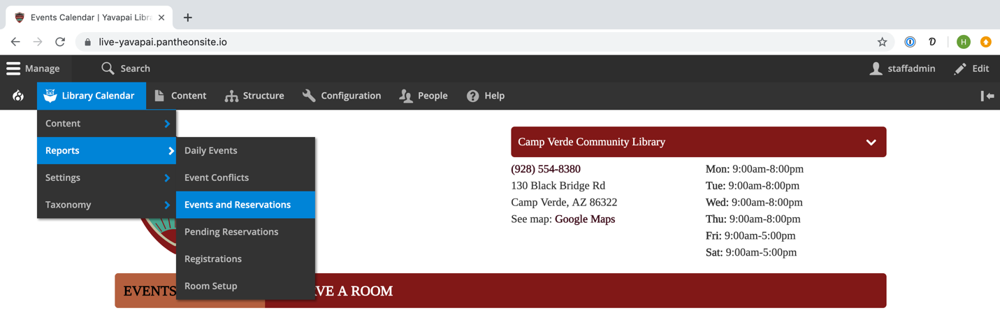 Events Calendar | Yavapai Libra
live-yavapai.pantheonsite.io
H
Manage
Search
staffadmin
Edit
Library Calendar
Content
Structure
Configuration
People
Help
Content
Reports
Settings
Taxonomy
Daily Events
Event Conflicts
Events and Reservations
Pending Reservations
Registrations
Room Setup
Camp Verde Community Library
(928) 554-8380
130 Black Bridge Rd
Camp Verde, AZ 86322
See map: Google Maps
Mon: 9:00am-8:00pm
Tue: 9:00am-8:00pm
Wed: 9:00am-8:00pm
Thu: 9:00am-8:00pm
Fri: 9:00am-5:00pm
Sat: 9:00am-5:00pm
EVENTS
VE A ROOM